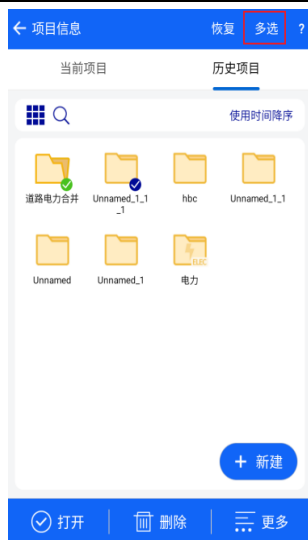 项目信息 恢复 多选 ?
当前项目 历史项目
使用时间降序
道路电力合并 Unnamed_1_1_1 hbc Unnamed_1_1
Unnamed Unnamed_1 电力
ELEC
+ 新建
打开 删除 更多